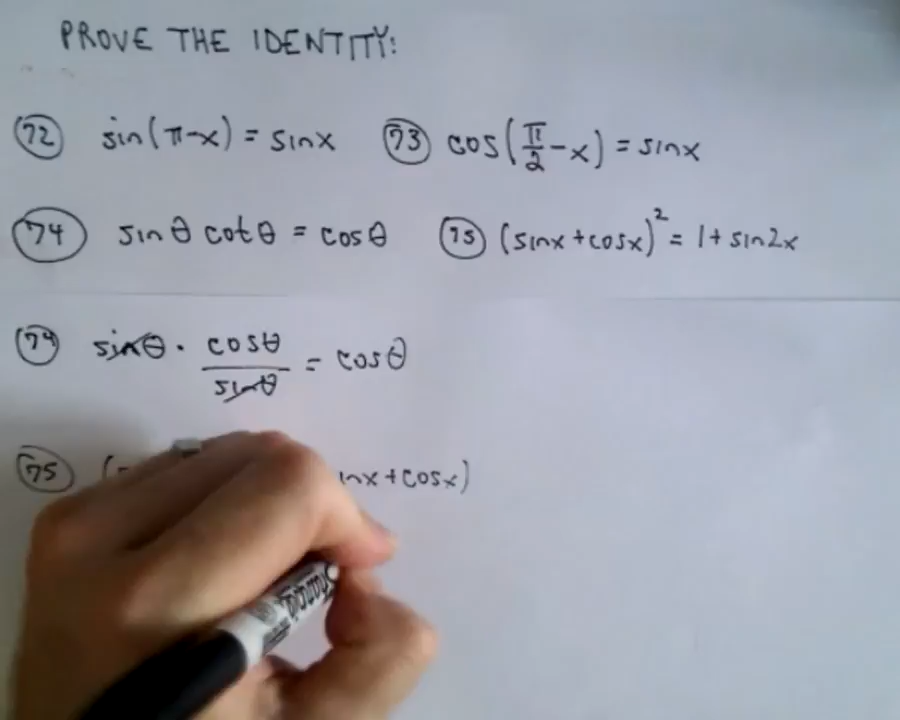 PROVE THE IDENTITY:
72 sin(π-x) = sinx 73 cos(π/2-x) = sinx
74 sinθ cotθ = cosθ 75 (sinx+cosx)² = 1+sin2x
74 sinθ · cosθ/sinθ = cosθ
75 ( inx+cosx)